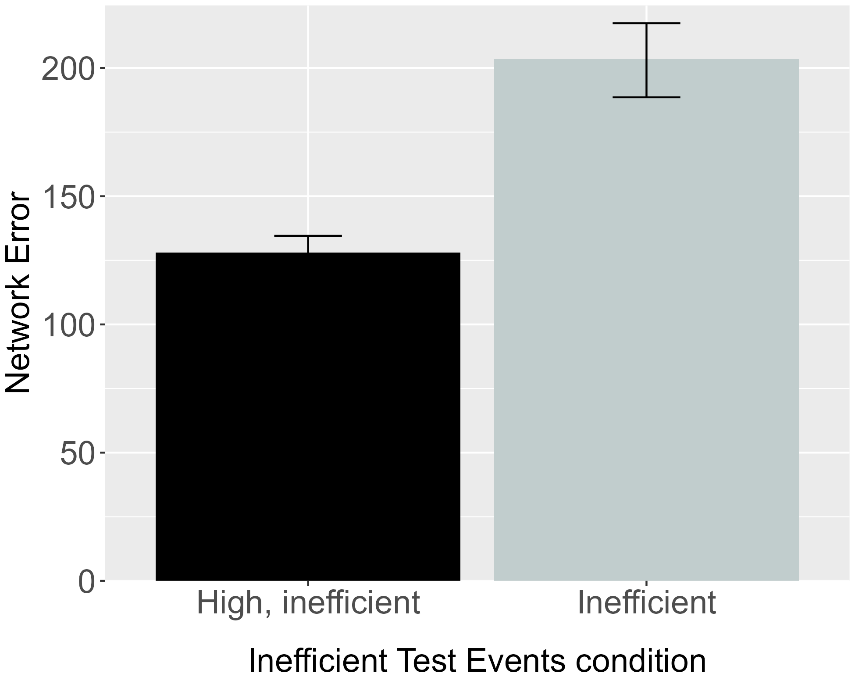 Network Error
200
150
100
50
0
High, inefficient
Inefficient
Inefficient Test Events condition